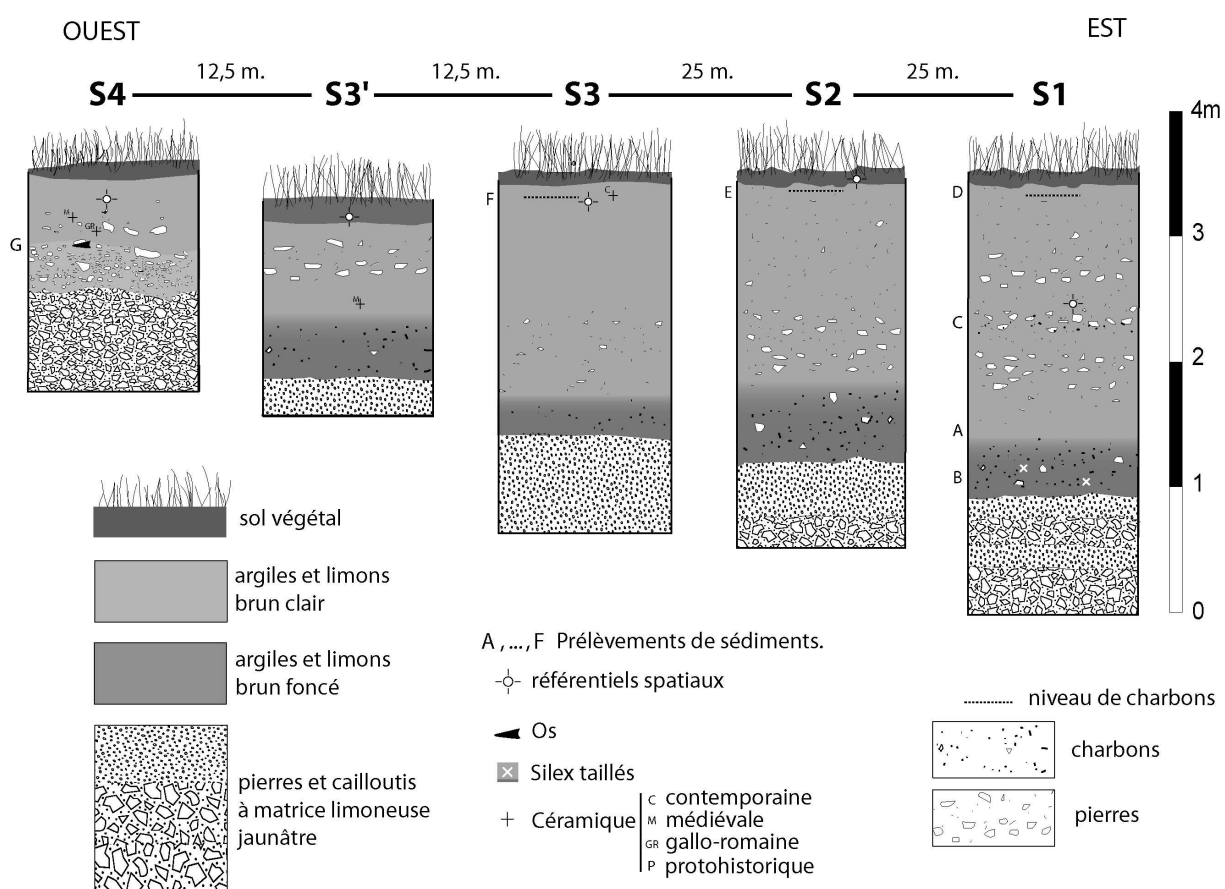 OUEST
EST
12,5 m.
12,5 m.
25 m.
25 m.
S4
S3'
S3
S2
S1
4m
3
2
1
0
G
M
GR
M
F
C
E
D
C
A
B
sol végétal
argiles et limons
brun clair
argiles et limons
brun foncé
pierres et cailloutis
à matrice limoneuse
jaunâtre
A , ... , F Prélèvements de sédiments.
référentiels spatiaux
Os
Silex taillés
Céramique
C contemporaine
M médiévale
GR gallo-romaine
P protohistorique
niveau de charbons
charbons
pierres